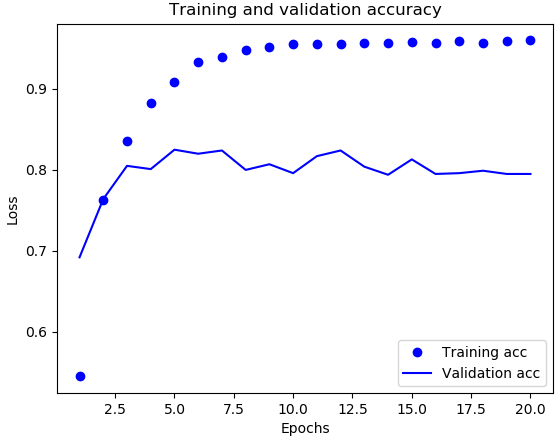 Training and validation accuracy
Loss
0.9
0.8
0.7
0.6
Training acc
Validation acc
2.5 5.0 7.5 10.0 12.5 15.0 17.5 20.0
Epochs